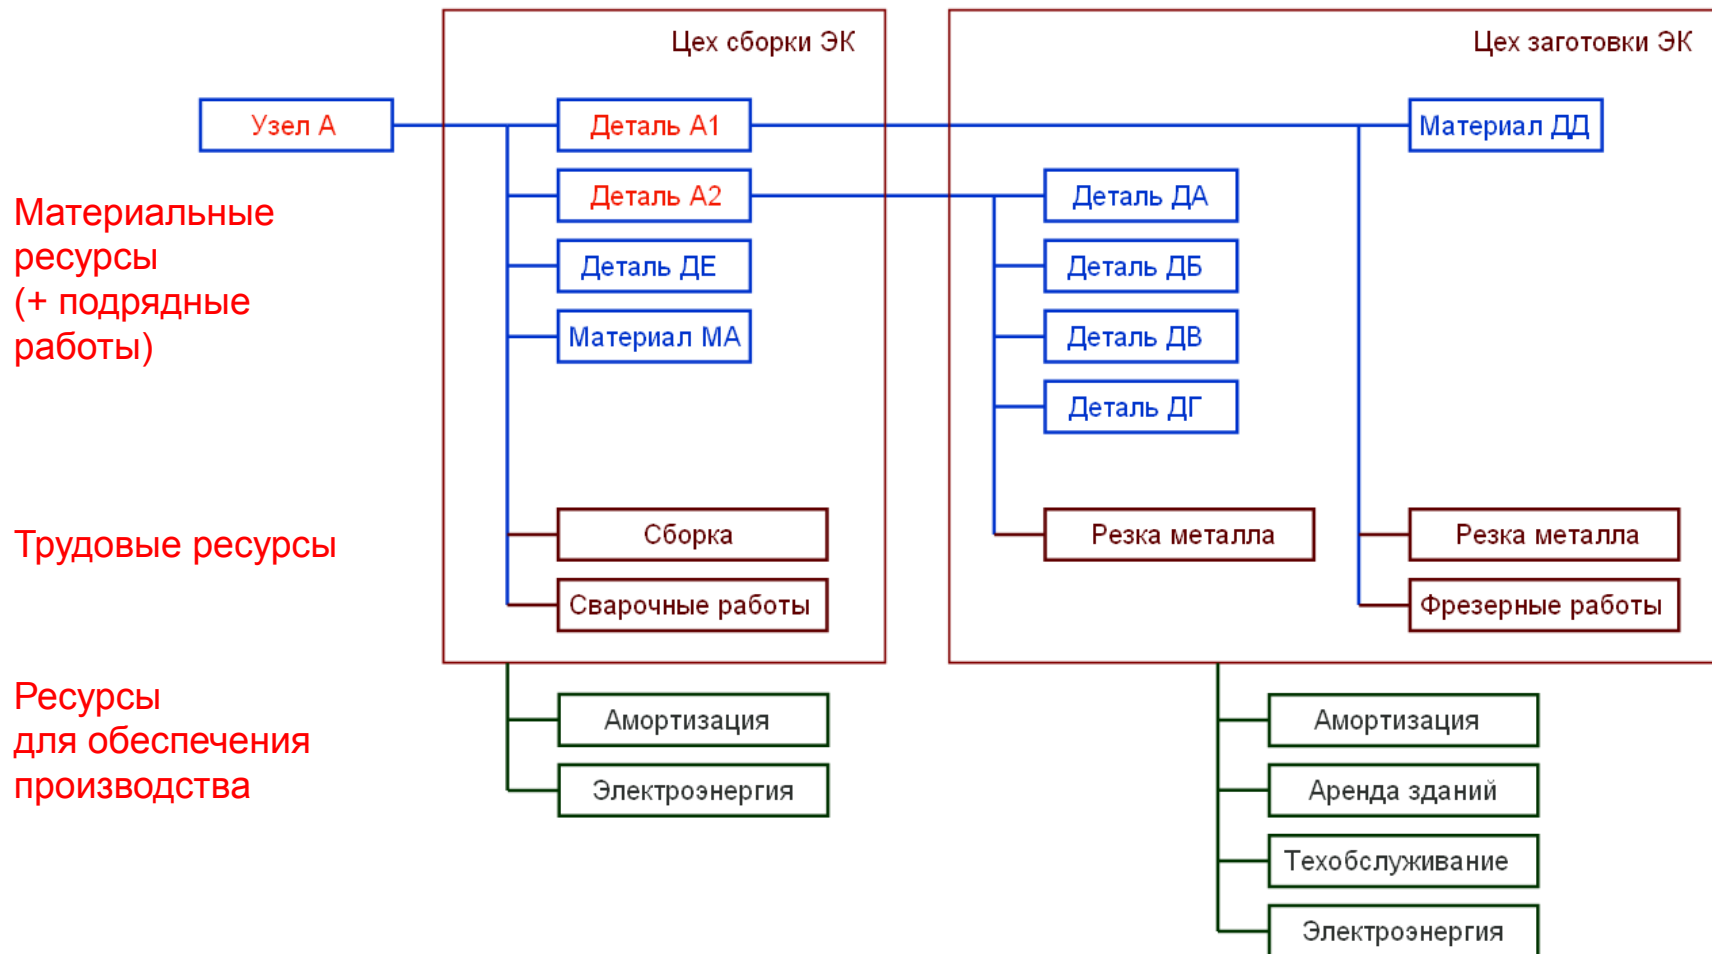 Цех сборки ЭК
Цех заготовки ЭК
Узел А
Деталь А1
Материал ДД
Деталь А2
Деталь ДА
Материальные
ресурсы
(+ подрядные
работы)
Деталь ДЕ
Деталь ДБ
Материал МА
Деталь ДВ
Деталь ДГ
Трудовые ресурсы
Сборка
Резка металла
Резка металла
Сварочные работы
Фрезерные работы
Ресурсы
для обеспечения
производства
Амортизация
Амортизация
Электроэнергия
Аренда зданий
Техобслуживание
Электроэнергия